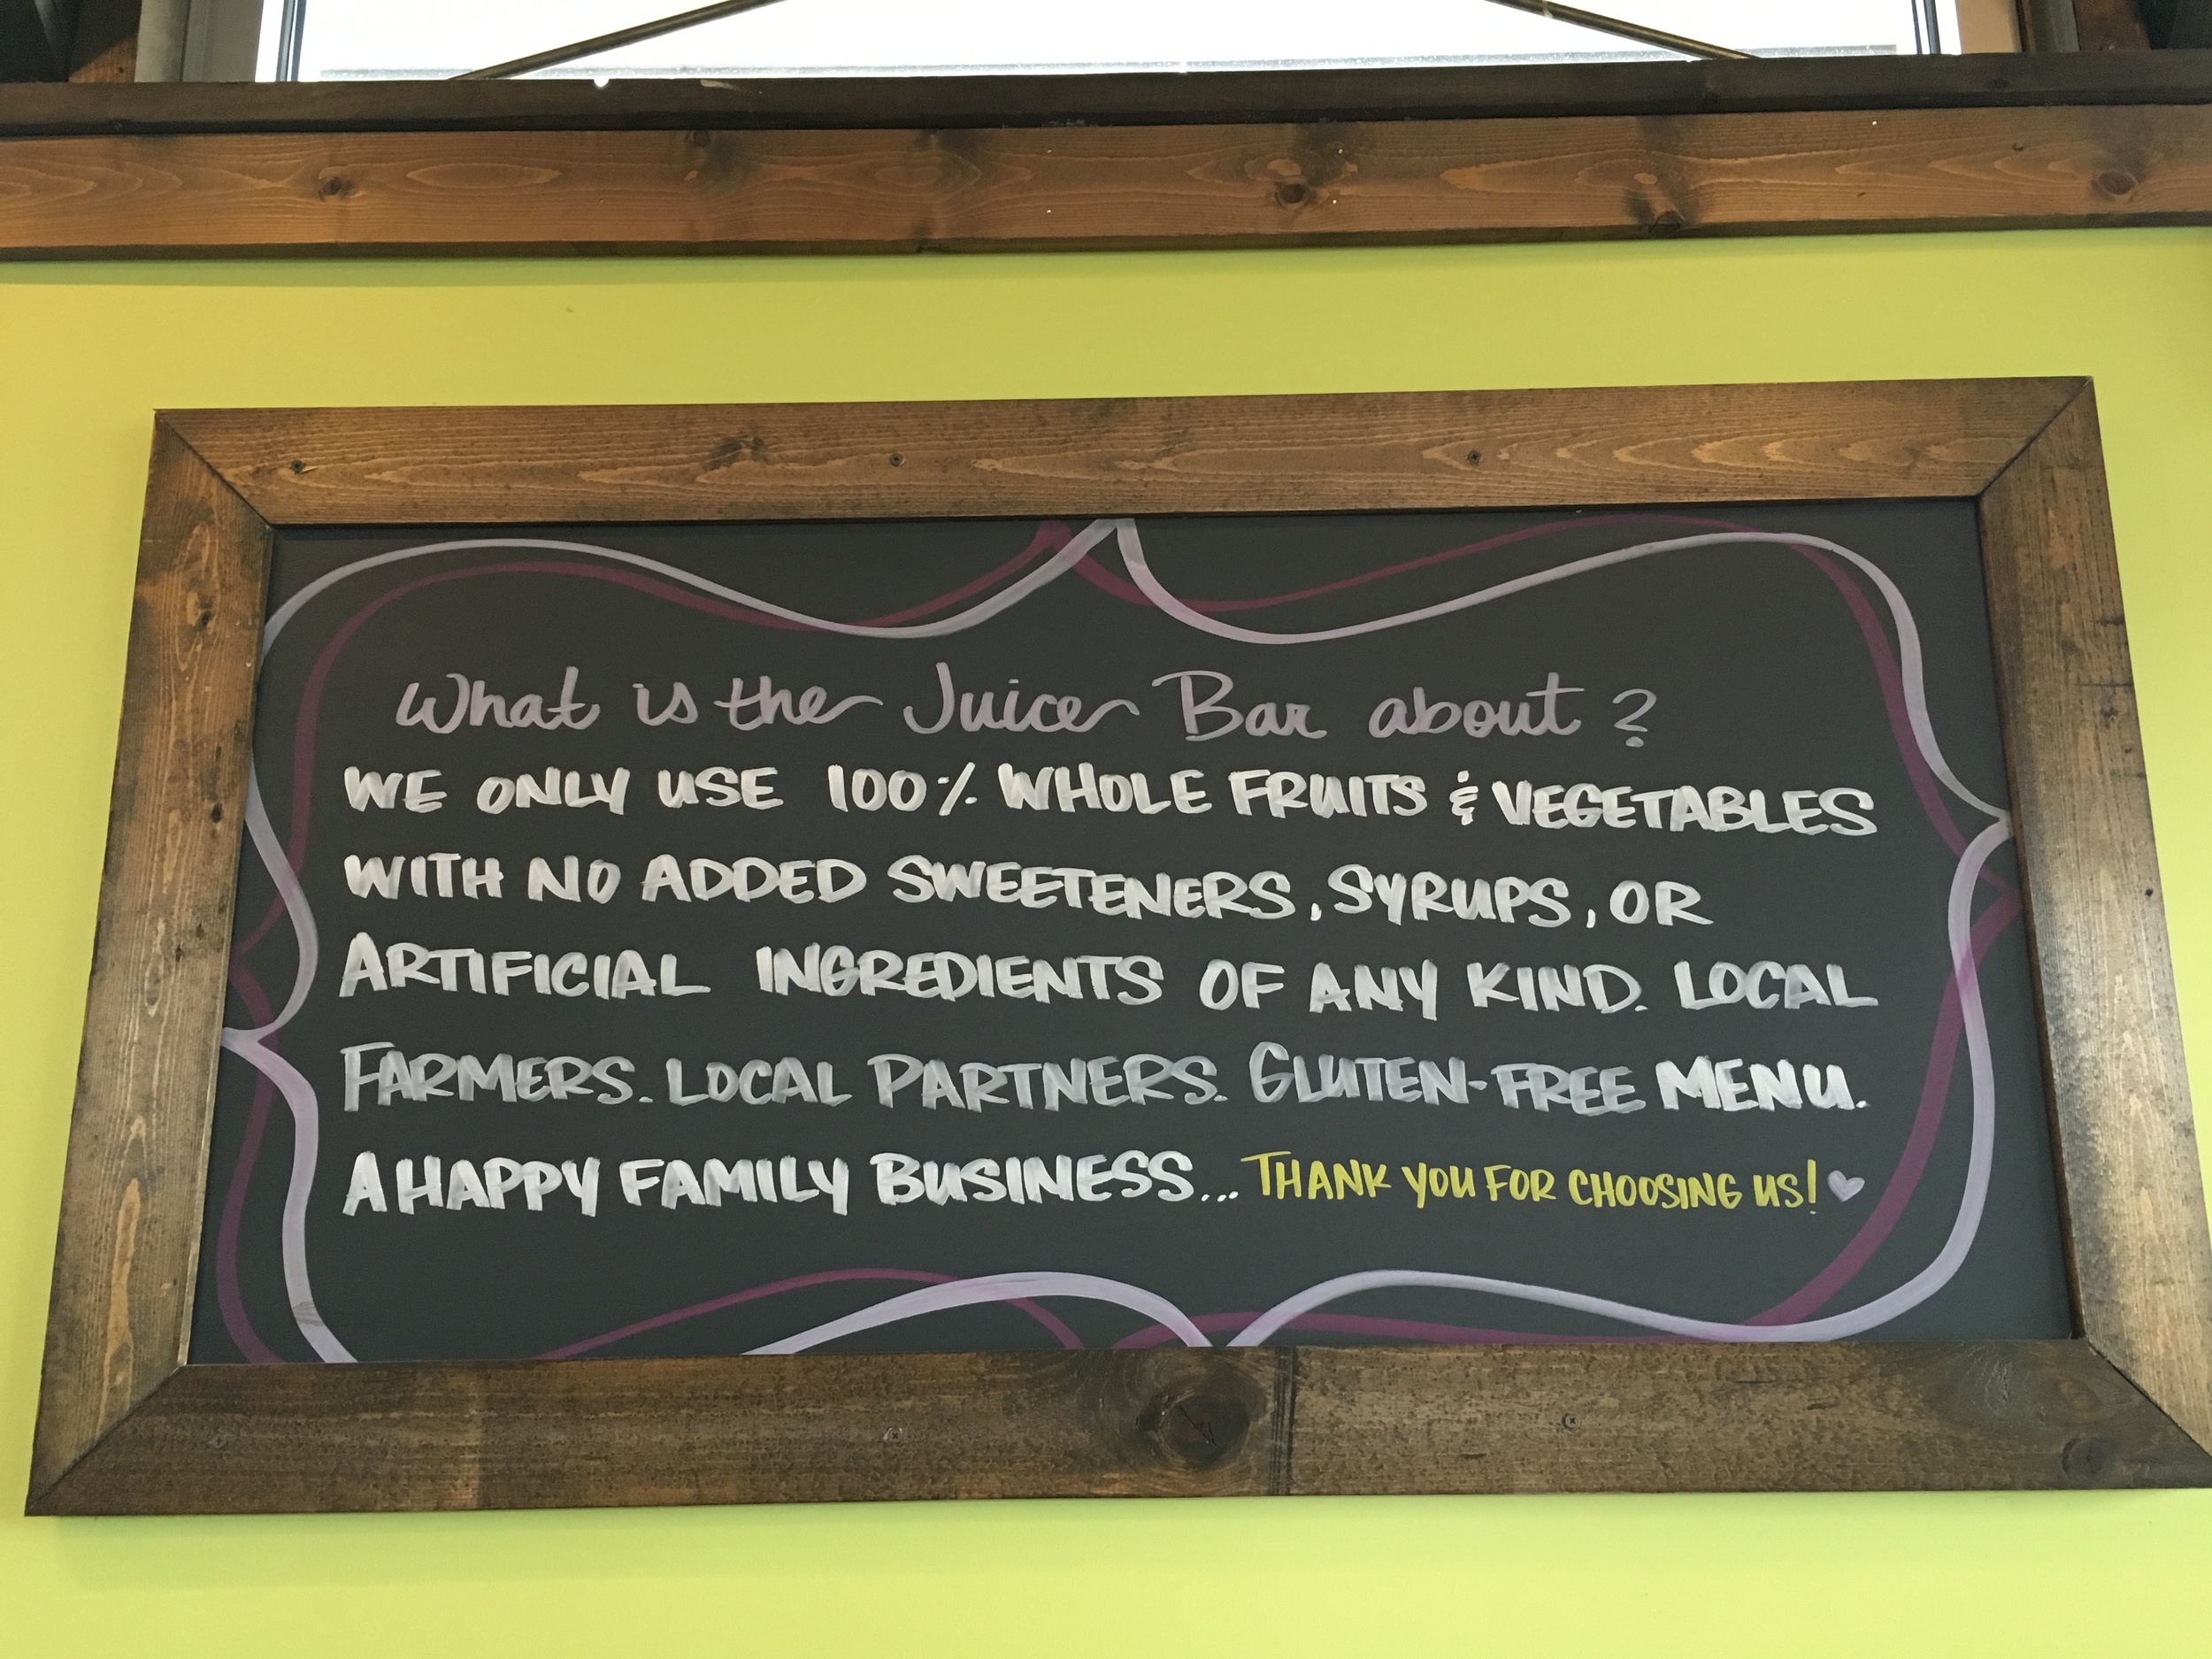 What is the Juice Bar about?
WE ONLY USE 100% WHOLE FRUITS & VEGETABLES
WITH NO ADDED SWEETENERS, SYRUPS, OR
ARTIFICIAL INGREDIENTS OF ANY KIND. LOCAL
FARMERS. LOCAL PARTNERS. GLUTEN-FREE MENU.
A HAPPY FAMILY BUSINESS... THANK YOU FOR CHOOSING US!